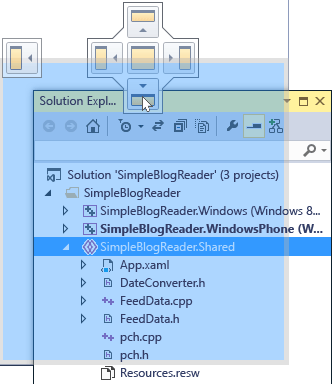 Solution Expl...
Solution 'SimpleBlogReader' (3 projects)
SimpleBlogReader
SimpleBlogReader.Windows (Windows 8...
SimpleBlogReader.WindowsPhone (W...
SimpleBlogReader.Shared
App.xaml
DateConverter.h
FeedData.cpp
FeedData.h
pch.cpp
pch.h
Resources.resw